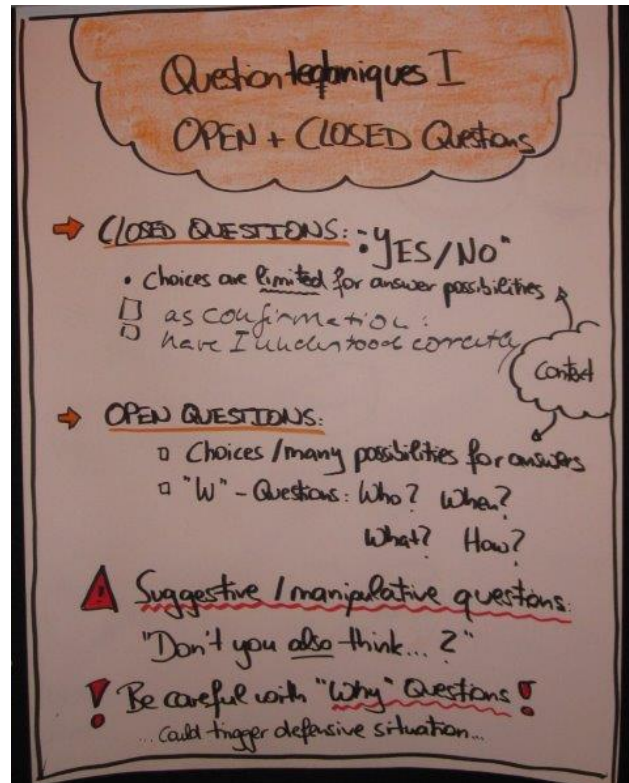 Question techniques I
OPEN + CLOSED Questions
CLOSED QUESTIONS: "YES/NO"
• Choices are limited for answer possibilities
as confirmation:
have I understood correctly
Context
OPEN QUESTIONS:
Choices / many possibilities for answers
"W" - Questions: Who? When?
What? How?
Suggestive / manipulative questions:
"Don't you also think... ?"
Be careful with "Why" Questions !
... could trigger defensive situation...